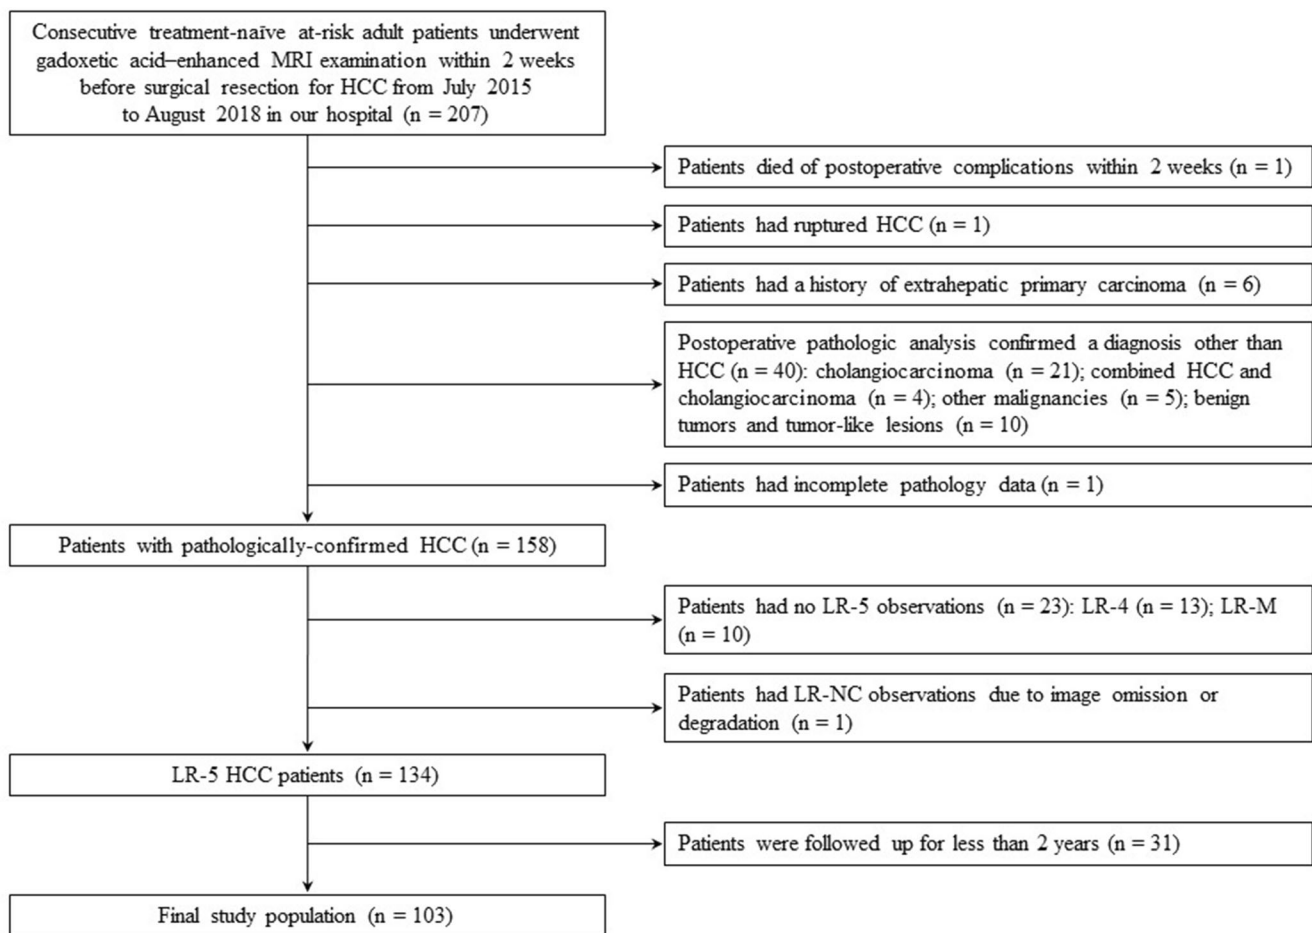 Consecutive treatment-naïve at-risk adult patients underwent
gadoxetic acid–enhanced MRI examination within 2 weeks
before surgical resection for HCC from July 2015
to August 2018 in our hospital (n = 207)
Patients died of postoperative complications within 2 weeks (n = 1)
Patients had ruptured HCC (n = 1)
Patients had a history of extrahepatic primary carcinoma (n = 6)
Postoperative pathologic analysis confirmed a diagnosis other than
HCC (n = 40): cholangiocarcinoma (n = 21); combined HCC and
cholangiocarcinoma (n = 4); other malignancies (n = 5); benign
tumors and tumor-like lesions (n = 10)
Patients had incomplete pathology data (n = 1)
Patients with pathologically-confirmed HCC (n = 158)
Patients had no LR-5 observations (n = 23): LR-4 (n = 13); LR-M
(n = 10)
Patients had LR-NC observations due to image omission or
degradation (n = 1)
LR-5 HCC patients (n = 134)
Patients were followed up for less than 2 years (n = 31)
Final study population (n = 103)